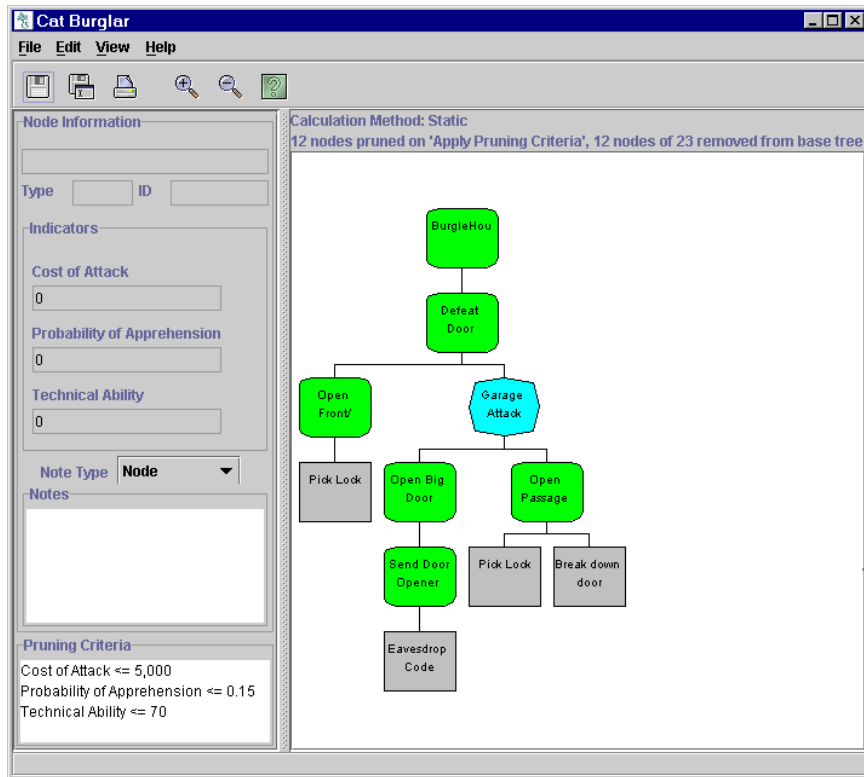 Cat Burglar
File Edit View Help
Node Information
Type ID
Indicators
Cost of Attack
0
Probability of Apprehension
0
Technical Ability
0
Note Type Node
Notes
Pruning Criteria
Cost of Attack <= 5,000
Probability of Apprehension <= 0.15
Technical Ability <= 70
Calculation Method: Static
12 nodes pruned on 'Apply Pruning Criteria', 12 nodes of 23 removed from base tree
BurgleHou
Defeat
Door
Open
Front/
Garage
Attack
Pick Lock
Open Big
Door
Open
Passage
Send Door
Opener
Pick Lock
Break down
door
Eavesdrop
Code